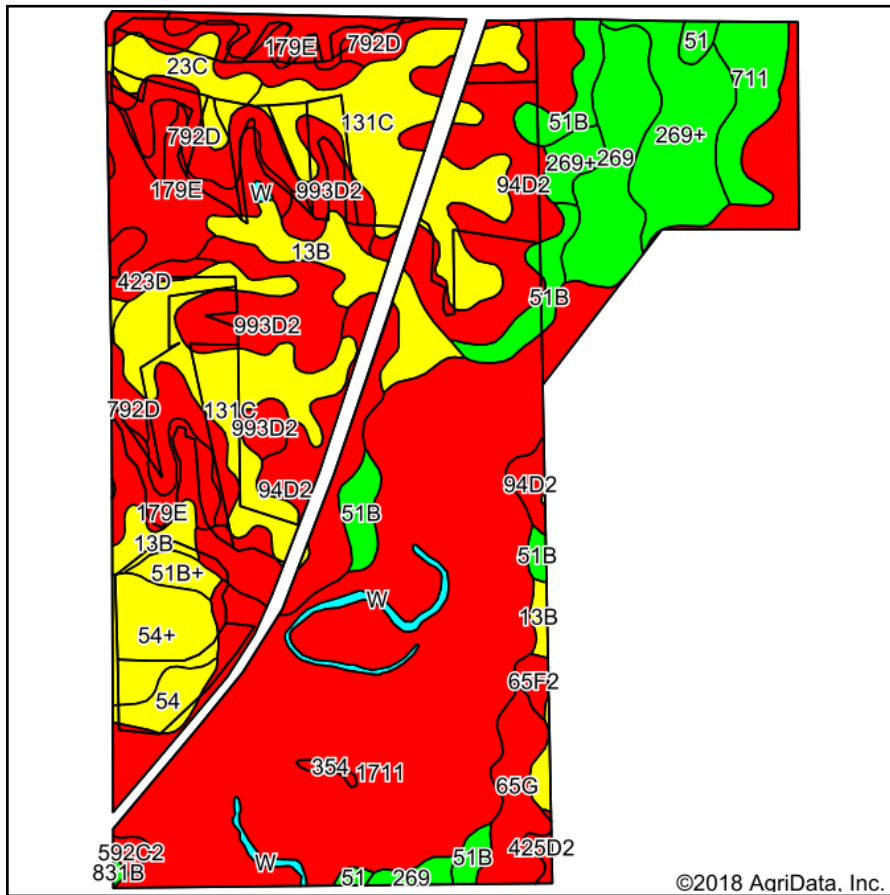 51
179E
792D
23C
711
131C
51B
792D
269+
269+
269
179E
W
993D2
94D2
13B
423D
51B
993D2
792D
131C
993D2
94D2
94D2
179E
51B
13B
51B
51B+
W
13B
54+
65F2
54
354
1711
65G
592C2
831B
W
51
269
51B
425D2
©2018 AgriData, Inc.